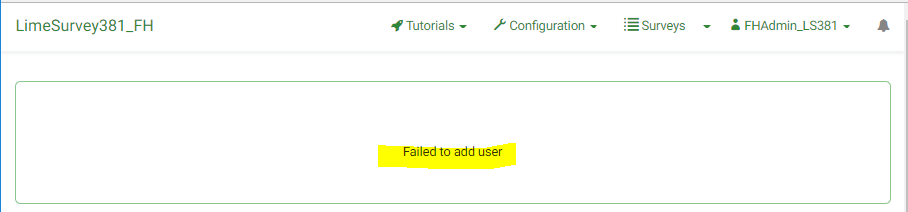 LimeSurvey381_FH Tutorials Configuration Surveys FHAdmin_LS381
Failed to add user